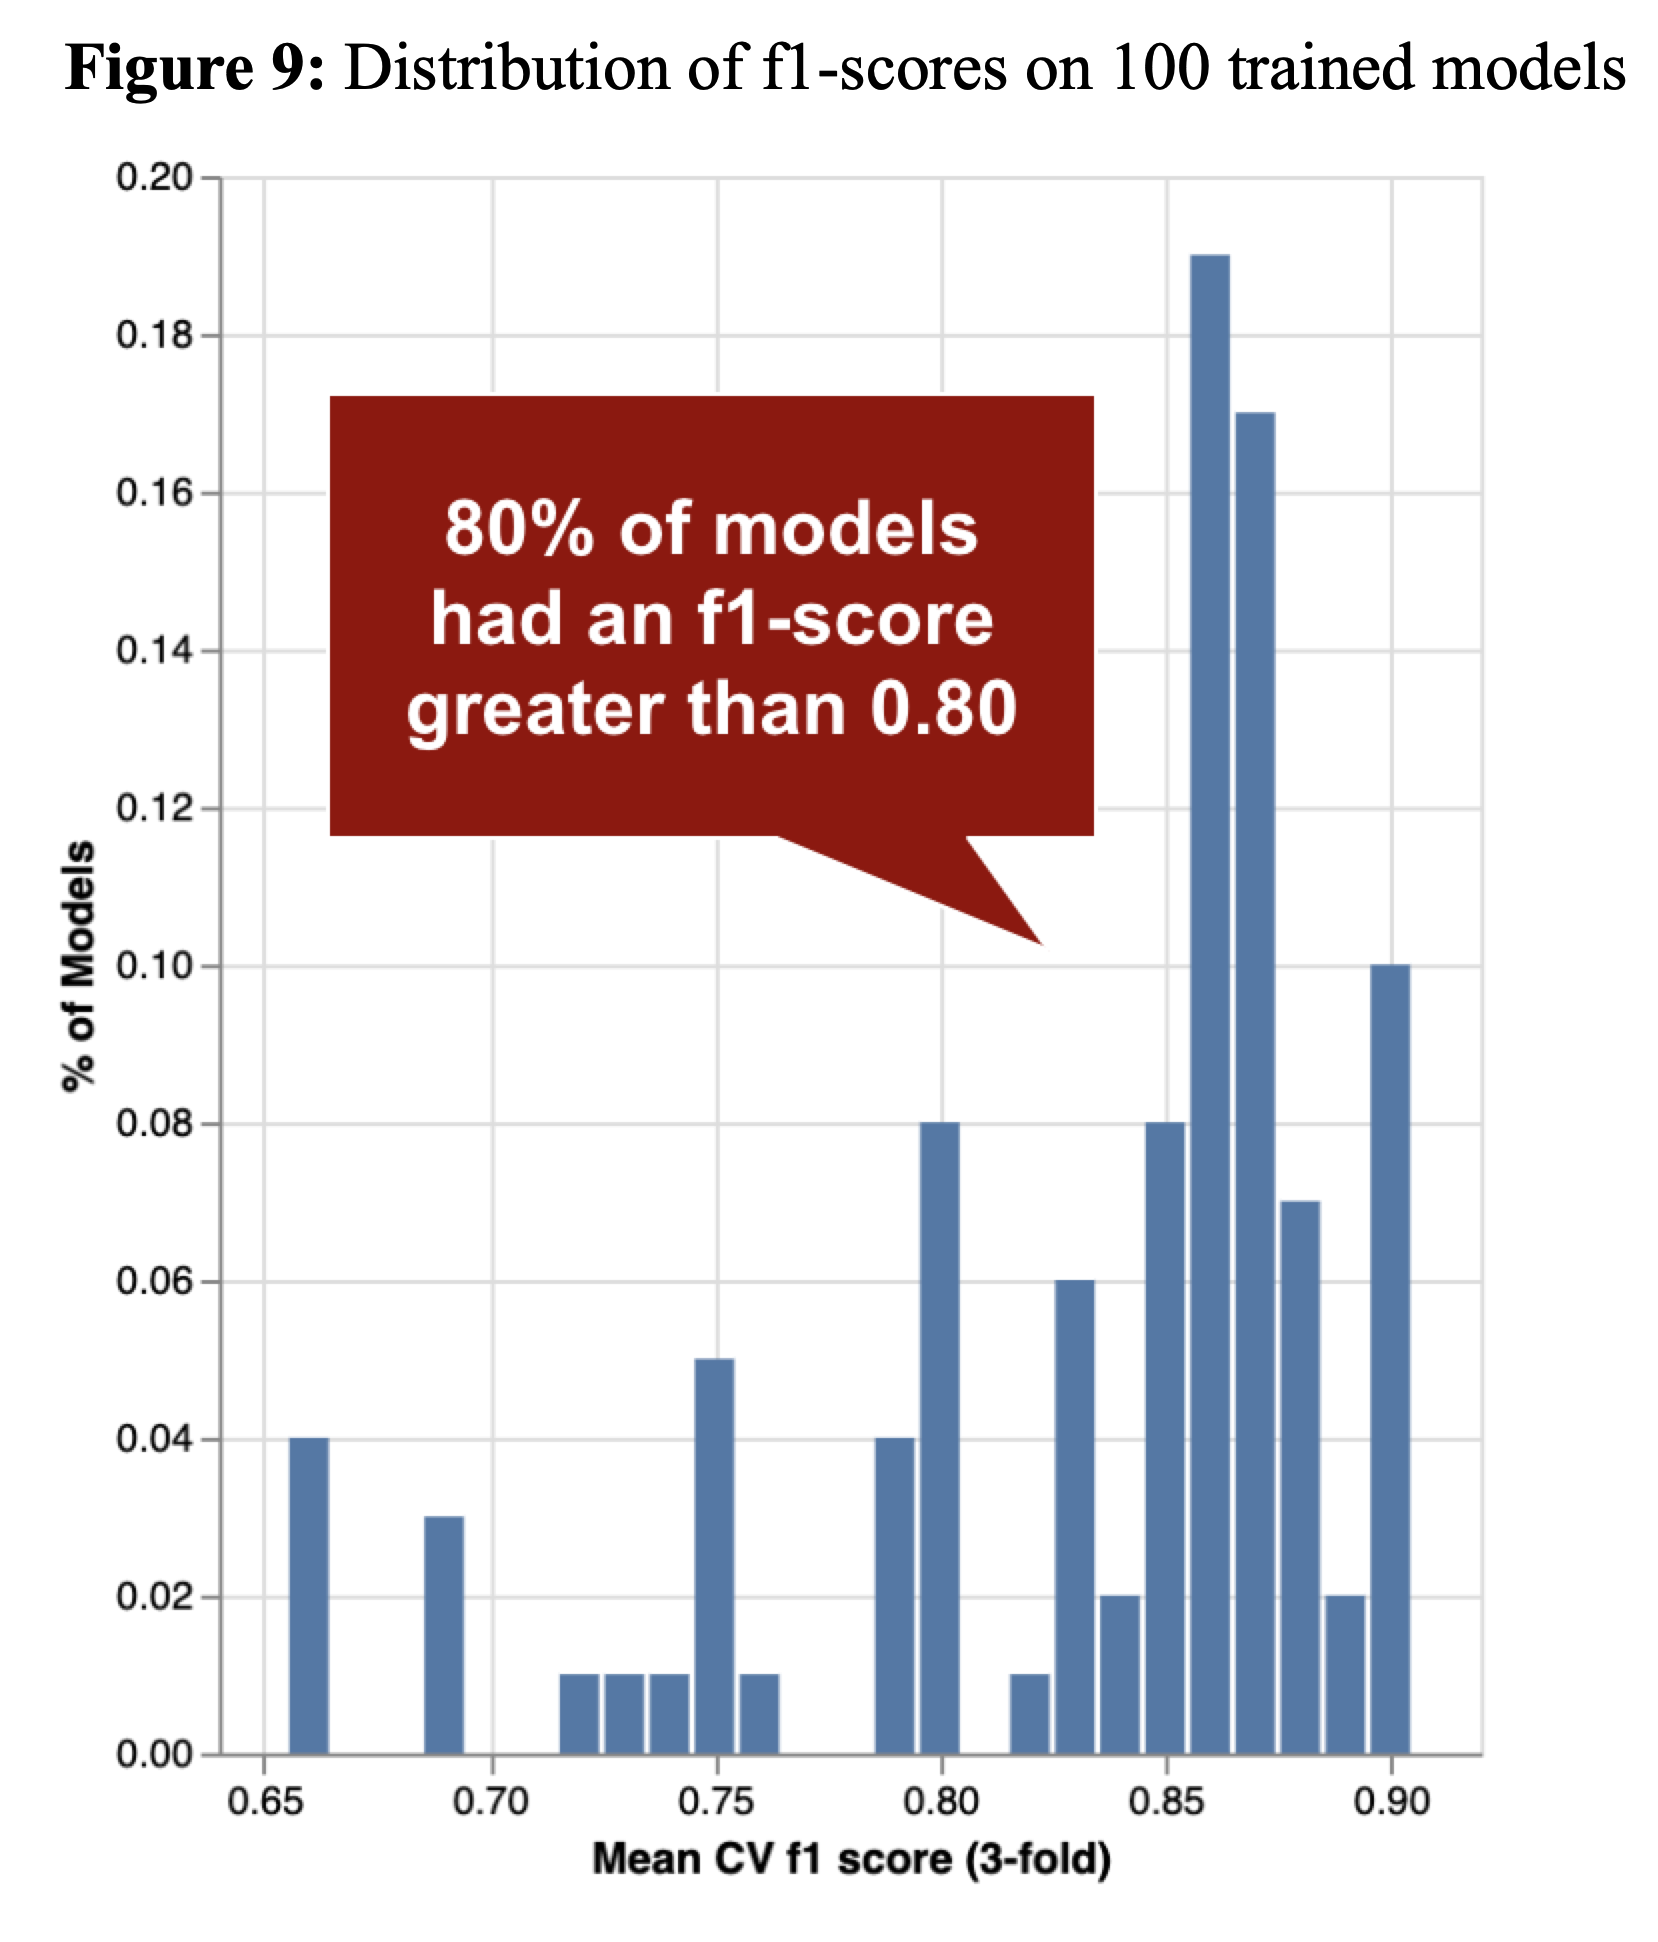 Figure 9: Distribution of f1-scores on 100 trained models
0.20
0.18
0.16
0.14
0.12
0.10
0.08
0.06
0.04
0.02
0.00
% of Models
80% of models
had an f1-score
greater than 0.80
0.65 0.70 0.75 0.80 0.85 0.90
Mean CV f1 score (3-fold)